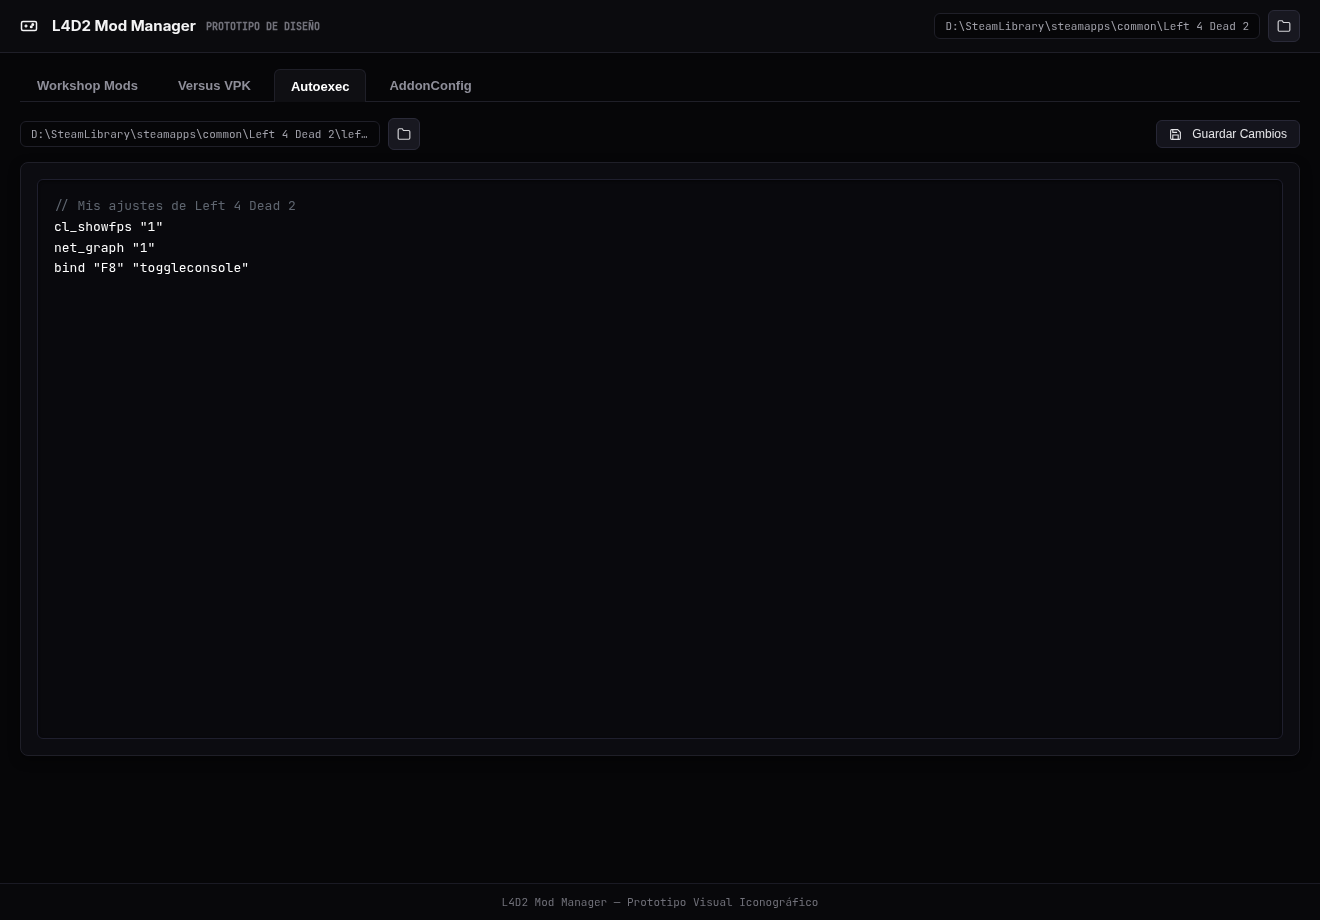 L4D2 Mod Manager PROTOTIPO DE DISEÑO
D:\SteamLibrary\steamapps\common\Left 4 Dead 2
Workshop Mods
Versus VPK
Autoexec
AddonConfig
D:\SteamLibrary\steamapps\common\Left 4 Dead 2\lef…
Guardar Cambios
// Mis ajustes de Left 4 Dead 2
cl_showfps "1"
net_graph "1"
bind "F8" "toggleconsole"
L4D2 Mod Manager — Prototipo Visual Iconográfico